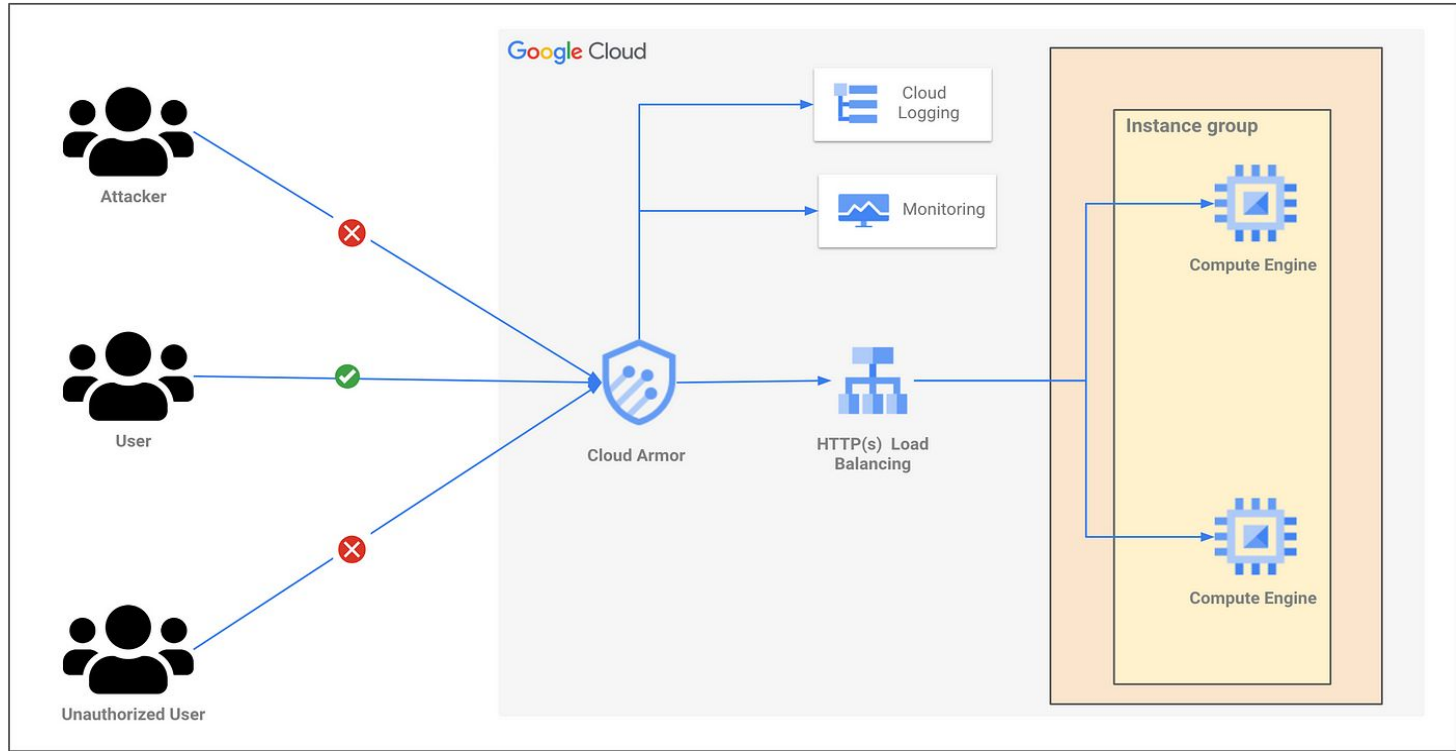 Google Cloud
Cloud
Logging
Instance group
Attacker
Monitoring
Compute Engine
User
Cloud Armor
HTTP(s) Load
Balancing
Compute Engine
Unauthorized User